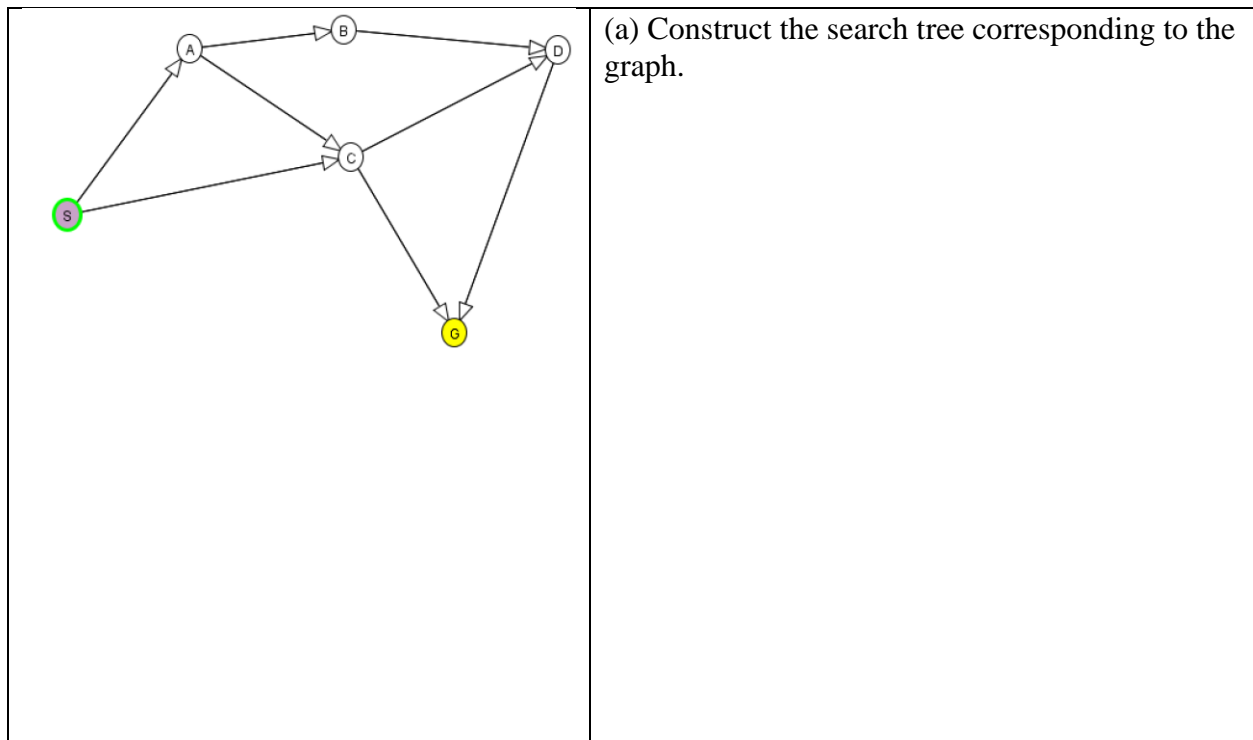 A
B
D
C
S
G
(a) Construct the search tree corresponding to the
graph.